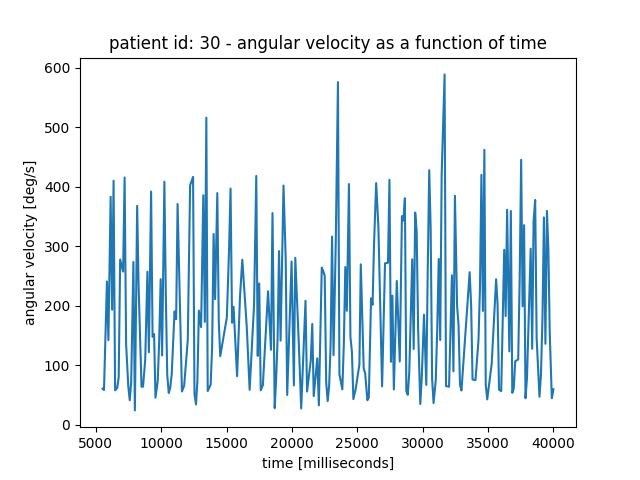 patient id: 30 - angular velocity as a function of time
600
500
400
300
200
100
0
angular velocity [deg/s]
5000 10000 15000 20000 25000 30000 35000 40000
time [milliseconds]